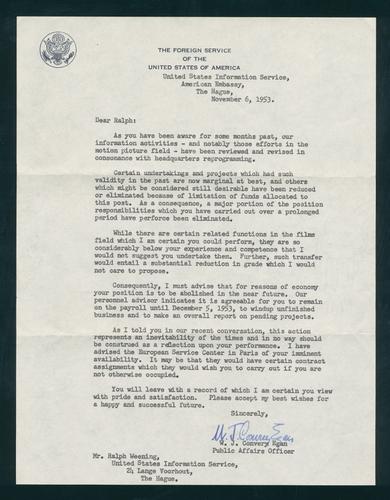 THE FOREIGN SERVICE
OF THE
UNITED STATES OF AMERICA
United States Information Service,
American Embassy,
The Hague,
November 6, 1953.
Dear Ralph:
As you have been aware for some months past, our
information activities - and notably those efforts in the
motion picture field - have been reviewed and revised in
consonance with headquarters reprogramming.
Certain undertakings and projects which had such
validity in the past are now marginal at best, and others
which might be considered still desirable have been reduced
or eliminated because of limitation of funds allocated to
this post. As a consequence, a major portion of the position
responsibilities which you have carried out over a prolonged
period have perforce been eliminated.
While there are certain related functions in the films
field which I am certain you could perform, they are so
considerably below your experience and competence that I
would not suggest you undertake them. Further, such transfer
would entail a substantial reduction in grade which I would
not care to propose.
Consequently, I must advise that for reasons of economy
your position is to be abolished in the near future. Our
personnel advisor indicates it is agreeable for you to remain
on the payroll until December 5, 1953, to windup unfinished
business and to make an overall report on pending projects.
As I told you in our recent conversation, this action
represents an inevitability of the times and in no way should
be construed as a reflection upon your performance. I have
advised the European Service Center in Paris of your imminent
availability. It may be that they would have certain contract
assignments which they would wish you to carry out if you are
not otherwise occupied.
You will leave with a record of which I am certain you view
with pride and satisfaction. Please accept my best wishes for
a happy and successful future.
Sincerely,
W. J. Convery Egan
W. J. Convery Egan
Public Affairs Officer
Mr. Ralph Weening,
United States Information Service,
24 Lange Voorhout,
The Hague.